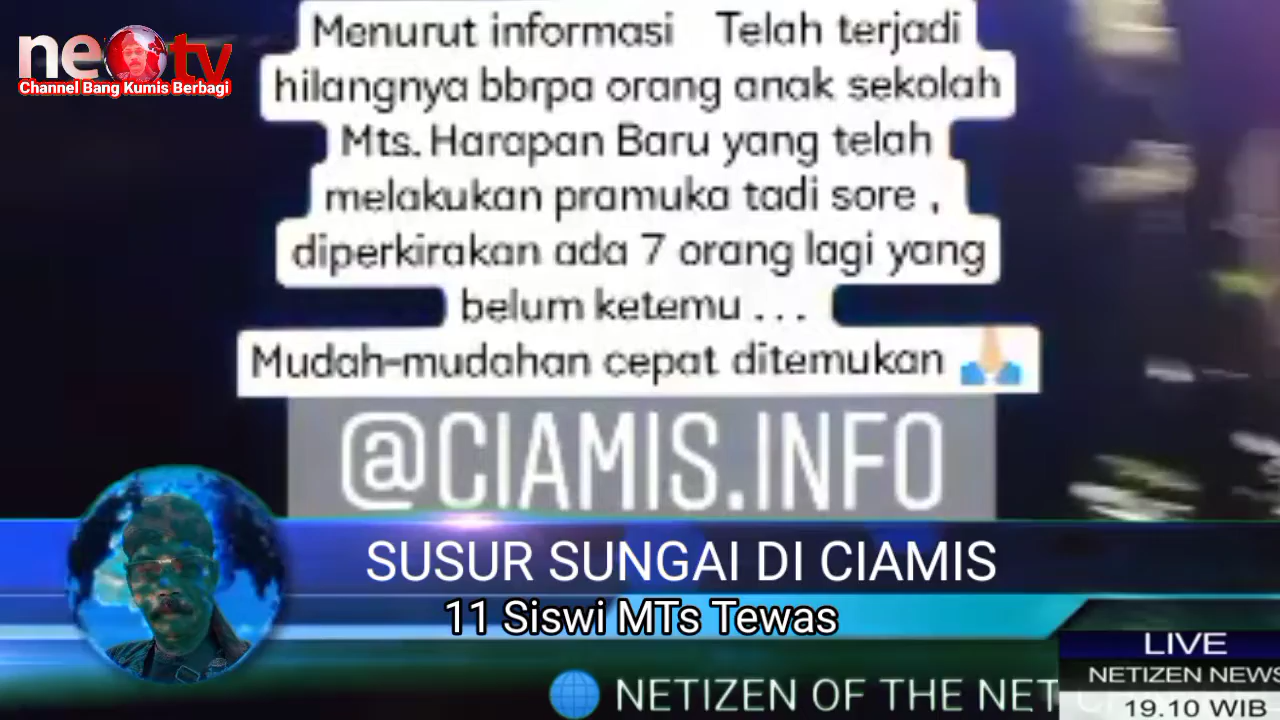 neotv
Channel Bang Kumis Berbagi
Menurut informasi Telah terjadi
hilangnya bbrpa orang anak sekolah
Mts. Harapan Baru yang telah
melakukan pramuka tadi sore ,
diperkirakan ada 7 orang lagi yang
belum ketemu . . .
Mudah-mudahan cepat ditemukan 🙏🏼
@CIAMIS.INFO
SUSUR SUNGAI DI CIAMIS
11 Siswi MTs Tewas
LIVE
NETIZEN NEWS
NETIZEN OF THE NET
19.10 WIB